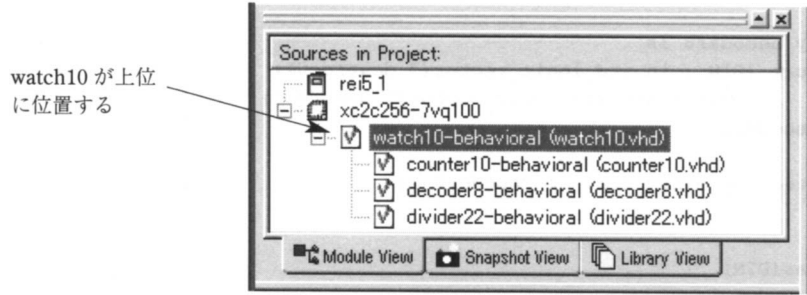 watch10 が上位
に位置する
Sources in Project:
rei5_1
xc2c256-7vq100
watch10-behavioral (watch10.vhd)
counter10-behavioral (counter10.vhd)
decoder8-behavioral (decoder8.vhd)
divider22-behavioral (divider22.vhd)
Module View
Snapshot View
Library View